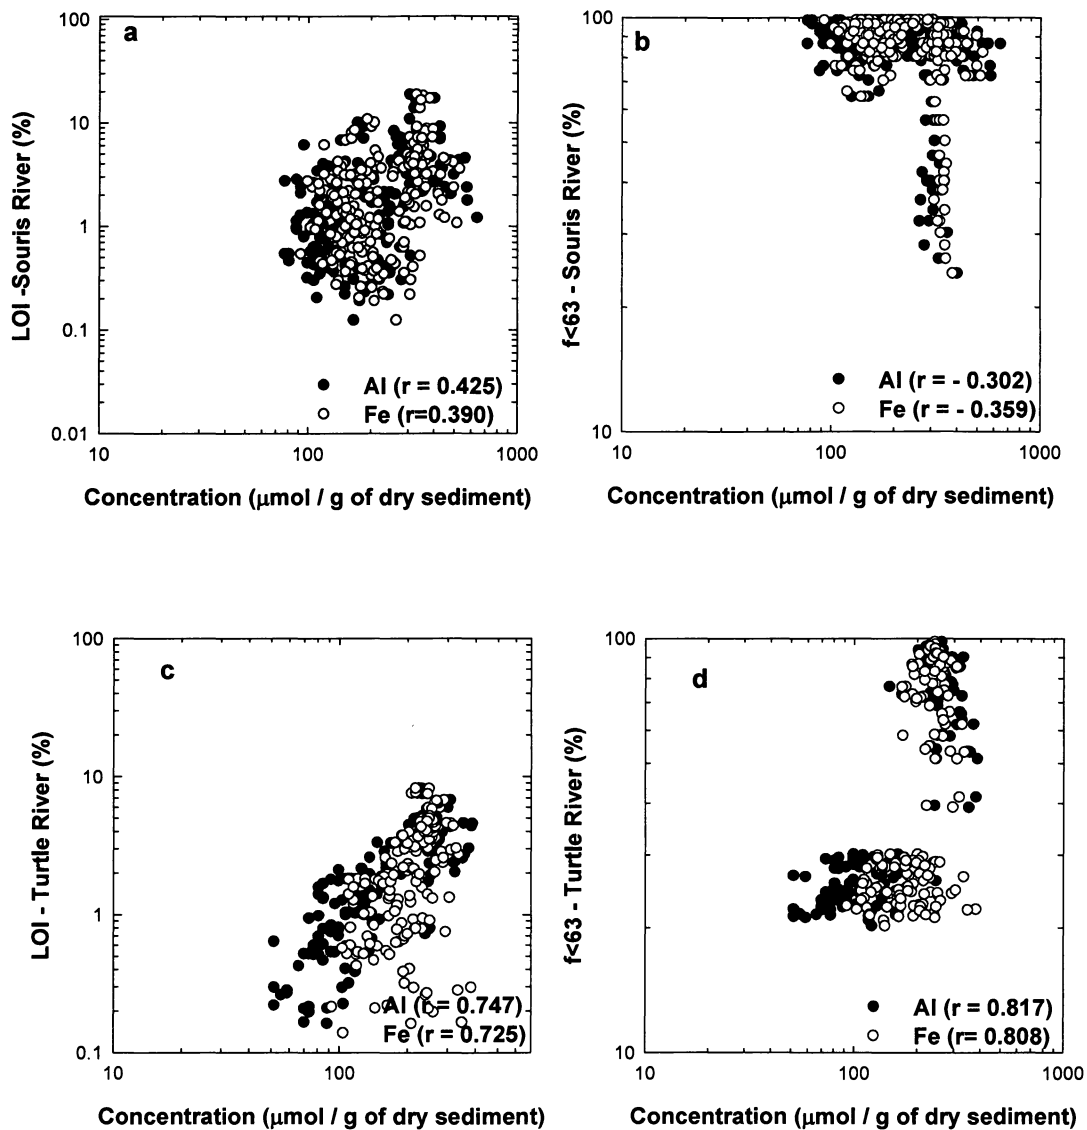 a
100
10
1
0.1
0.01
LOI -Souris River (%)
Al (r = 0.425)
Fe (r=0.390)
10
100
1000
Concentration (μmol / g of dry sediment)
b
100
10
f<63 - Souris River (%)
Al (r = - 0.302)
Fe (r = - 0.359)
10
100
1000
Concentration (μmol / g of dry sediment)
c
100
10
1
0.1
LOI - Turtle River (%)
Al (r = 0.747)
Fe (r = 0.725)
10
100
Concentration (μmol / g of dry sediment)
d
100
10
f<63 - Turtle River (%)
Al (r = 0.817)
Fe (r= 0.808)
10
100
1000
Concentration (μmol / g of dry sediment)